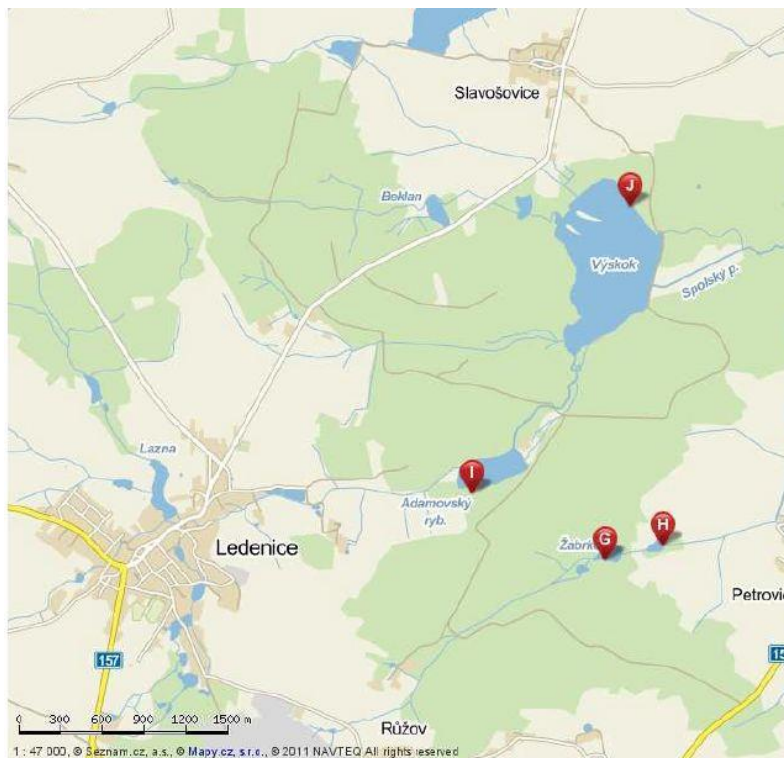 Slavošovice
J
Beklan
Výskok
Spolský p.
Lazna
I
Adamovský
ryb.
H
G
Ledenice
Petrovic
157
0 300 600 900 1200 1500 m
Růžov
1 : 47 000, © Seznam.cz, a.s., © Mapy.cz, s.r.o., © 2011 NAVTEQ All rights reserved